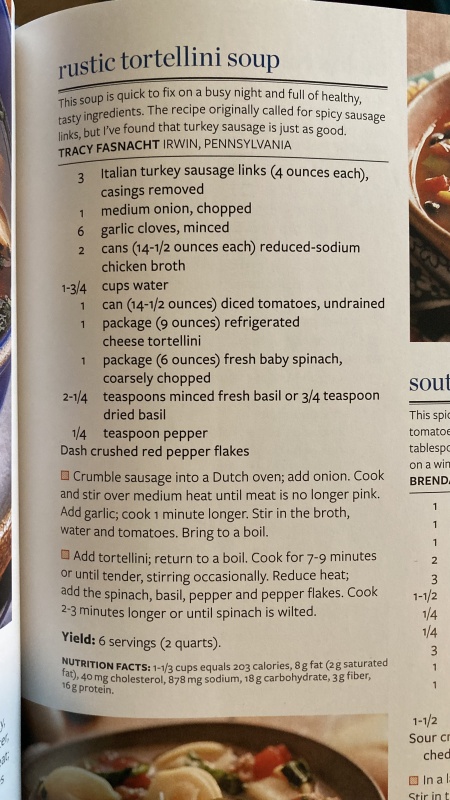 rustic tortellini soup
This soup is quick to fix on a busy night and full of healthy,
tasty ingredients. The recipe originally called for spicy sausage
links, but I've found that turkey sausage is just as good.
TRACY FASNACHT IRWIN, PENNSYLVANIA
3 Italian turkey sausage links (4 ounces each),
casings removed
1 medium onion, chopped
6 garlic cloves, minced
2 cans (14-1/2 ounces each) reduced-sodium
chicken broth
1-3/4 cups water
1 can (14-1/2 ounces) diced tomatoes, undrained
1 package (9 ounces) refrigerated
cheese tortellini
1 package (6 ounces) fresh baby spinach,
coarsely chopped
2-1/4 teaspoons minced fresh basil or 3/4 teaspoon
dried basil
1/4 teaspoon pepper
Dash crushed red pepper flakes
Crumble sausage into a Dutch oven; add onion. Cook
and stir over medium heat until meat is no longer pink.
Add garlic; cook 1 minute longer. Stir in the broth,
water and tomatoes. Bring to a boil.
Add tortellini; return to a boil. Cook for 7-9 minutes
or until tender, stirring occasionally. Reduce heat;
add the spinach, basil, pepper and pepper flakes. Cook
2-3 minutes longer or until spinach is wilted.
Yield: 6 servings (2 quarts).
NUTRITION FACTS: 1-1/3 cups equals 203 calories, 8 g fat (2 g saturated
fat), 40 mg cholesterol, 878 mg sodium, 18 g carbohydrate, 3 g fiber,
16 g protein.
sout
This spic
tomatoe
tablespo
on a win
BRENDA
1
1
1
2
3
1-1/2
1/4
1/4
3
1
1
1-1/2
Sour cr
ched
In a la
Stir in t